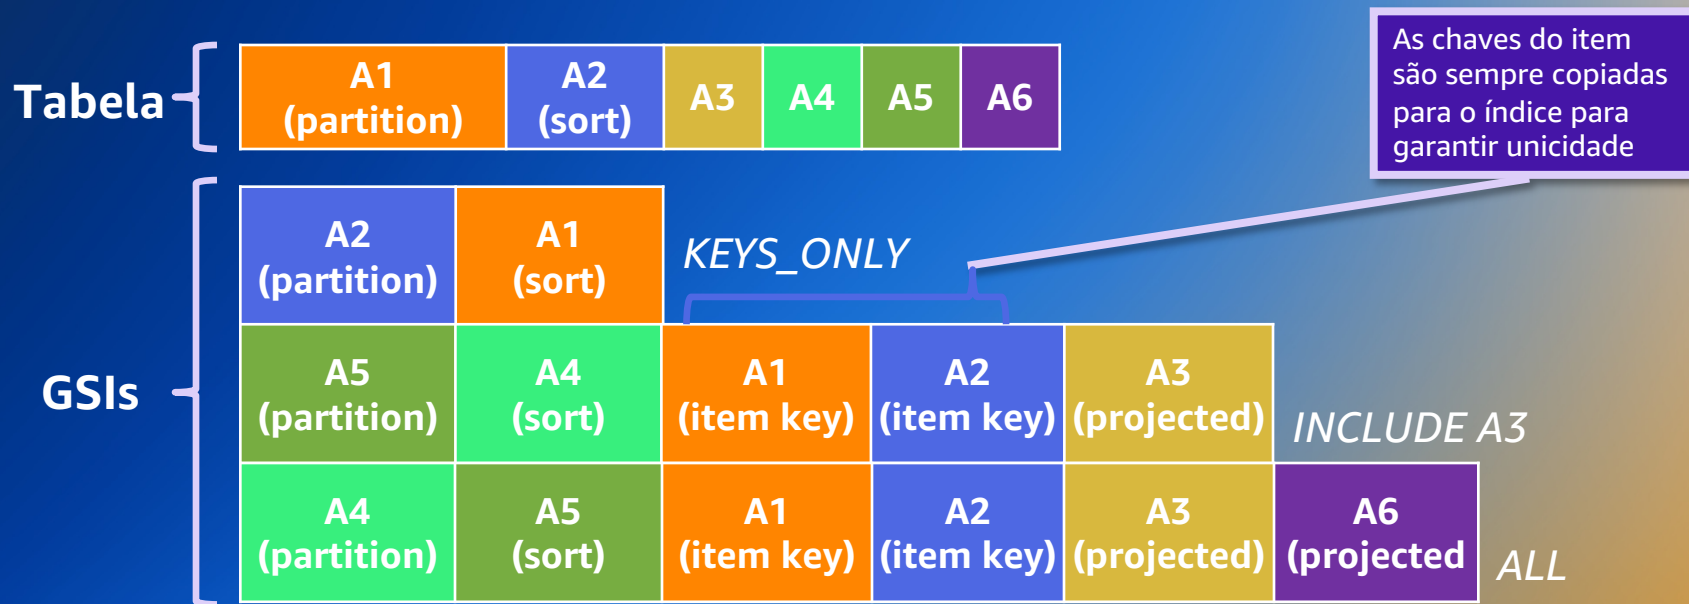 As chaves do item
são sempre copiadas
para o índice para
garantir unicidade
Tabela
A1
(partition)
A2
(sort)
A3
A4
A5
A6
GSIs
A2
(partition)
A1
(sort)
KEYS_ONLY
A5
(partition)
A4
(sort)
A1
(item key)
A2
(item key)
A3
(projected)
INCLUDE A3
A4
(partition)
A5
(sort)
A1
(item key)
A2
(item key)
A3
(projected)
A6
(projected
ALL